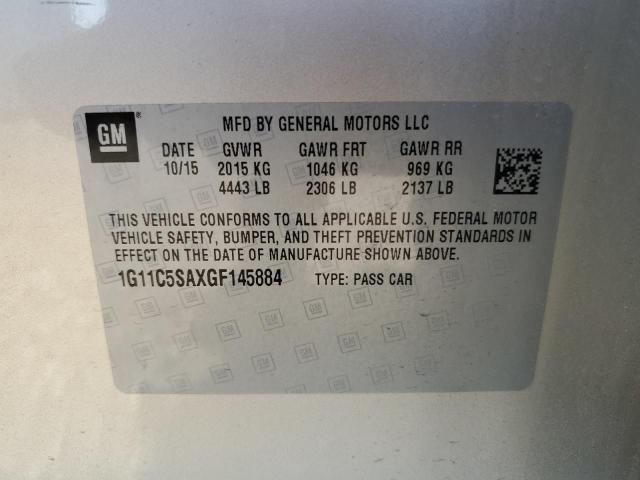 GM
MFD BY GENERAL MOTORS LLC
DATE GVWR GAWR FRT GAWR RR
10/15 2015 KG 1046 KG 969 KG
4443 LB 2306 LB 2137 LB
THIS VEHICLE CONFORMS TO ALL APPLICABLE U.S. FEDERAL MOTOR
VEHICLE SAFETY, BUMPER, AND THEFT PREVENTION STANDARDS IN
EFFECT ON THE DATE OF MANUFACTURE SHOWN ABOVE.
1G11C5SAXGF145884 TYPE: PASS CAR